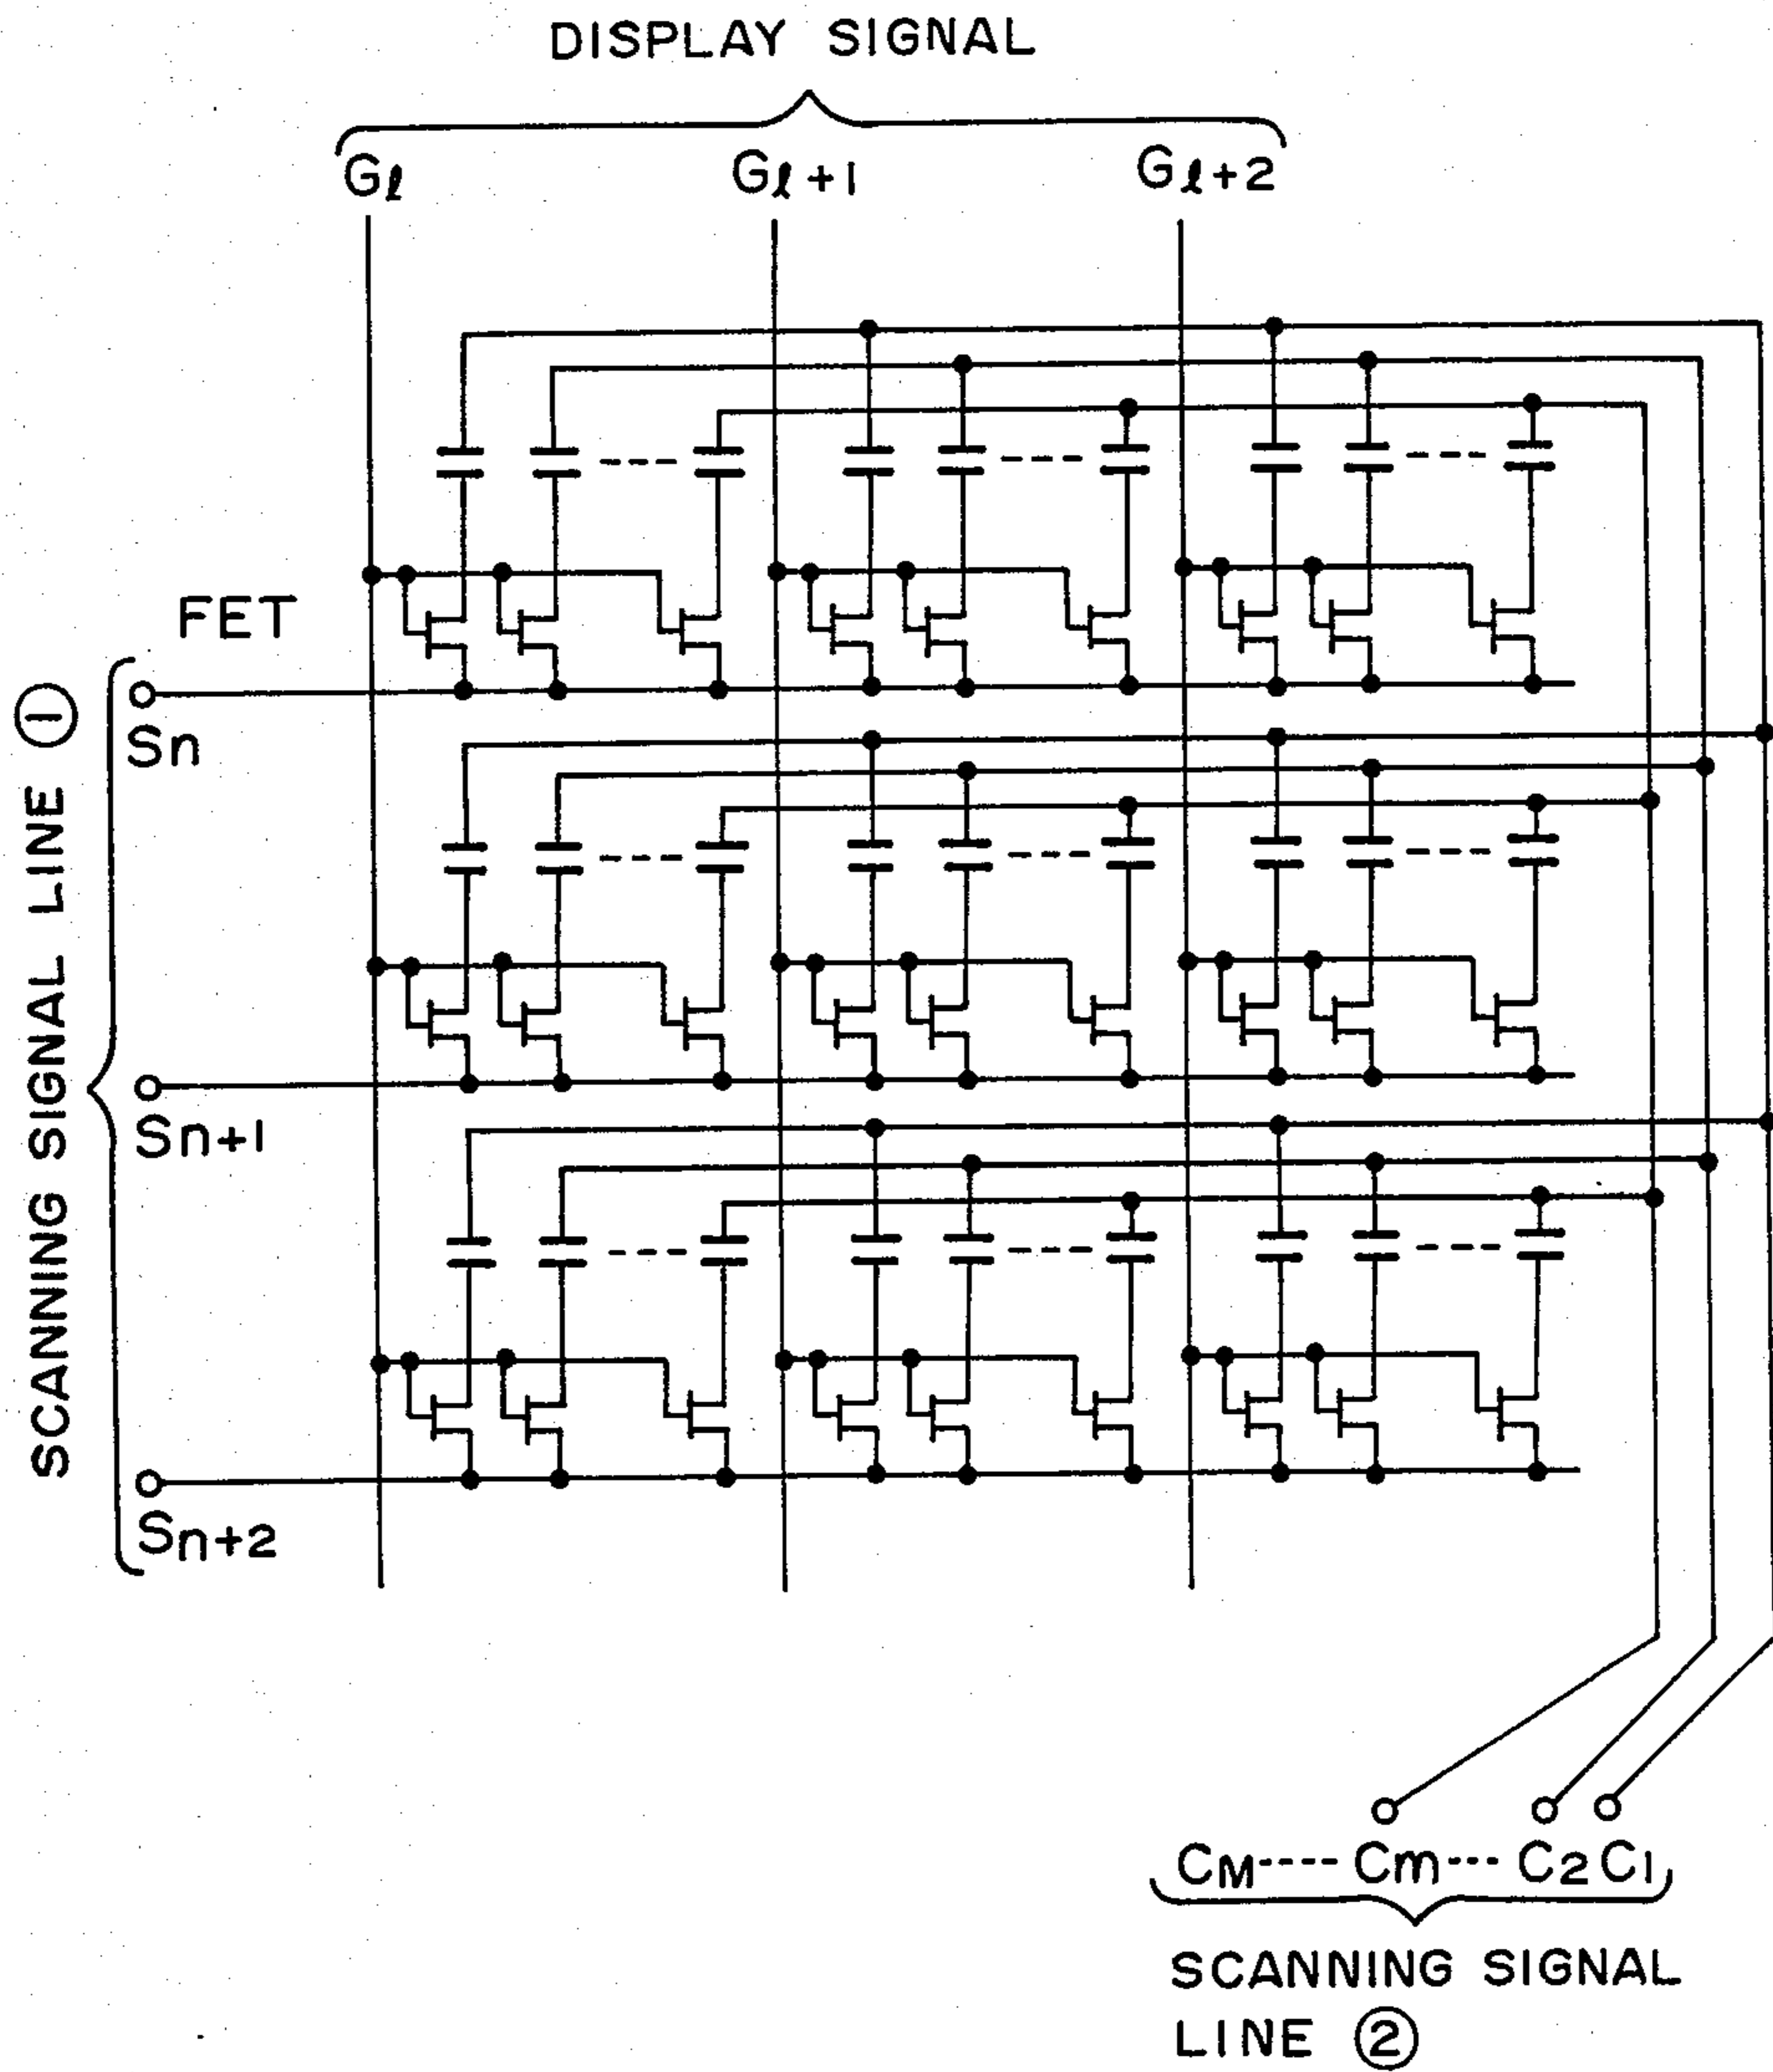 DISPLAY SIGNAL
Gℓ Gℓ+1 Gℓ+2
FET
SCANNING SIGNAL LINE ①
Sn
Sn+1
Sn+2
CM---- Cm--- C2 C1
SCANNING SIGNAL
LINE ②